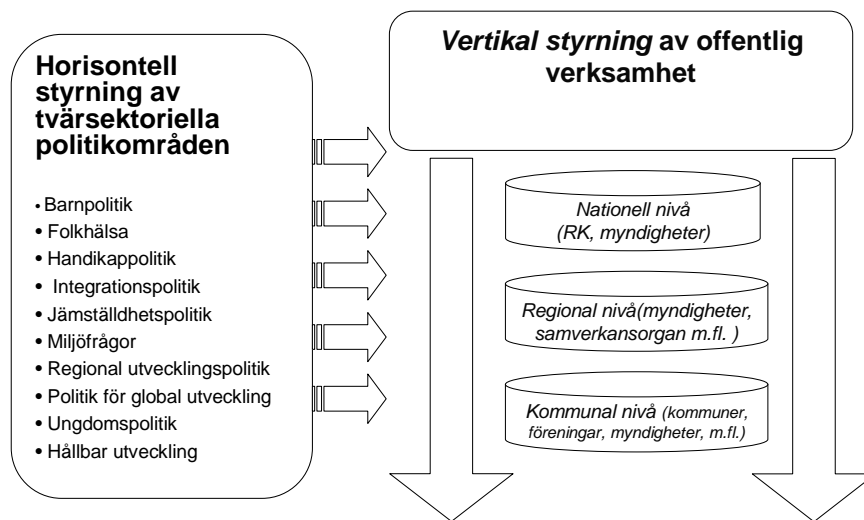 Horisontell
styrning av
tvärsektoriella
politikområden
• Barnpolitik
• Folkhälsa
• Handikappolitik
• Integrationspolitik
• Jämställdhetspolitik
• Miljöfrågor
• Regional utvecklingspolitik
• Politik för global utveckling
• Ungdomspolitik
• Hållbar utveckling
Vertikal styrning av offentlig
verksamhet
Nationell nivå
(RK, myndigheter)
Regional nivå(myndigheter,
samverkansorgan m.fl. )
Kommunal nivå (kommuner,
föreningar, myndigheter, m.fl.)